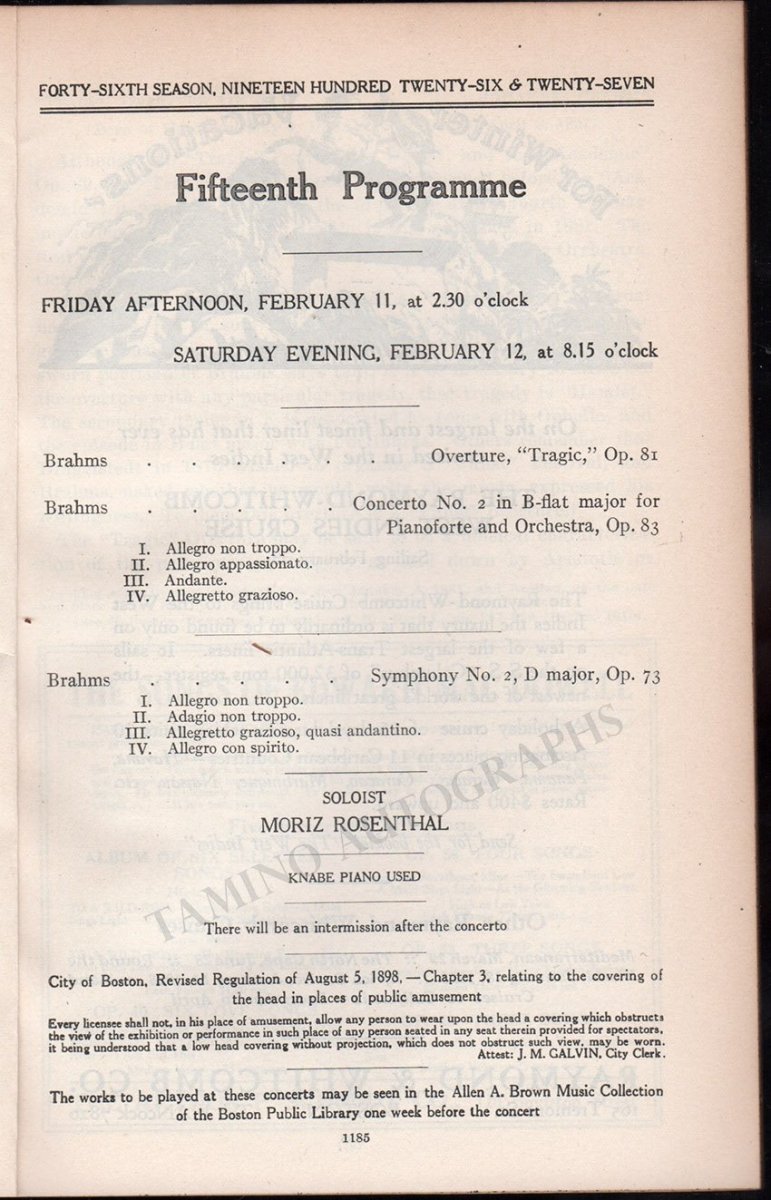 FORTY-SIXTH SEASON, NINETEEN HUNDRED TWENTY-SIX & TWENTY-SEVEN
Fifteenth Programme
FRIDAY AFTERNOON, FEBRUARY 11, at 2.30 o'clock
SATURDAY EVENING, FEBRUARY 12, at 8.15 o'clock
Brahms . . . . . . Overture, "Tragic," Op. 81
Brahms . . . . . Concerto No. 2 in B-flat major for
Pianoforte and Orchestra, Op. 83
I. Allegro non troppo.
II. Allegro appassionato.
III. Andante.
IV. Allegretto grazioso.
Brahms . . . . . Symphony No. 2, D major, Op. 73
I. Allegro non troppo.
II. Adagio non troppo.
III. Allegretto grazioso, quasi andantino.
IV. Allegro con spirito.
SOLOIST
MORIZ ROSENTHAL
KNABE PIANO USED
TAMINO AUTOGRAPHS
There will be an intermission after the concerto
City of Boston, Revised Regulation of August 5, 1898,—Chapter 3, relating to the covering of
the head in places of public amusement
Every licensee shall not, in his place of amusement, allow any person to wear upon the head a covering which obstructs
the view of the exhibition or performance in such place of any person seated in any seat therein provided for spectators,
it being understood that a low head covering without projection, which does not obstruct such view, may be worn.
Attest: J. M. GALVIN, City Clerk.
The works to be played at these concerts may be seen in the Allen A. Brown Music Collection
of the Boston Public Library one week before the concert
1185